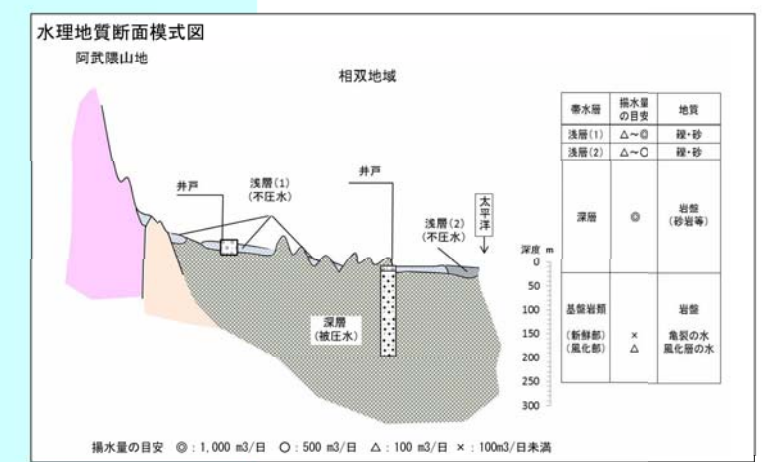 水理地質断面模式図
阿武隈山地
相双地域
井戸
浅層(1)
(不圧水)
井戸
浅層(2)
(不圧水)
太平洋
深層
(被圧水)
深度 m
0
50
100
150
200
250
300
帯水層 揚水量の目安 地質
浅層(1) △～◎ 礫・砂
浅層(2) △～○ 礫・砂
深層 ◎ 岩盤
(砂岩等)
基盤岩類 岩盤
(新鮮部) × 亀裂の水
(風化部) △ 風化層の水
揚水量の目安 ◎:1,000 m3/日 ○:500 m3/日 △:100 m3/日 ×:100m3/日未満